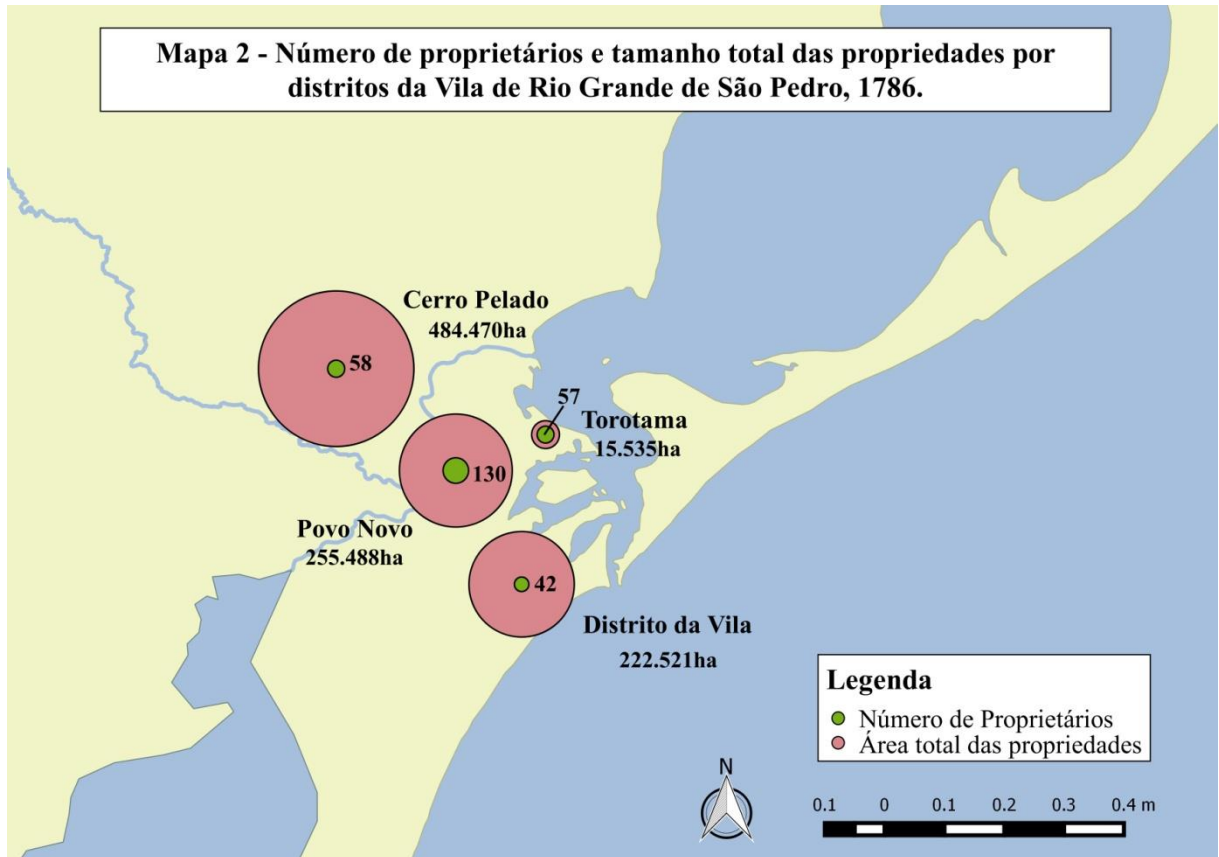 Mapa 2 - Número de proprietários e tamanho total das propriedades por
distritos da Vila de Rio Grande de São Pedro, 1786.
Cerro Pelado
484.470ha
58
57
Torotama
15.535ha
130
Povo Novo
255.488ha
42
Distrito da Vila
222.521ha
Legenda
Número de Proprietários
Área total das propriedades
N
0.1 0 0.1 0.2 0.3 0.4 m